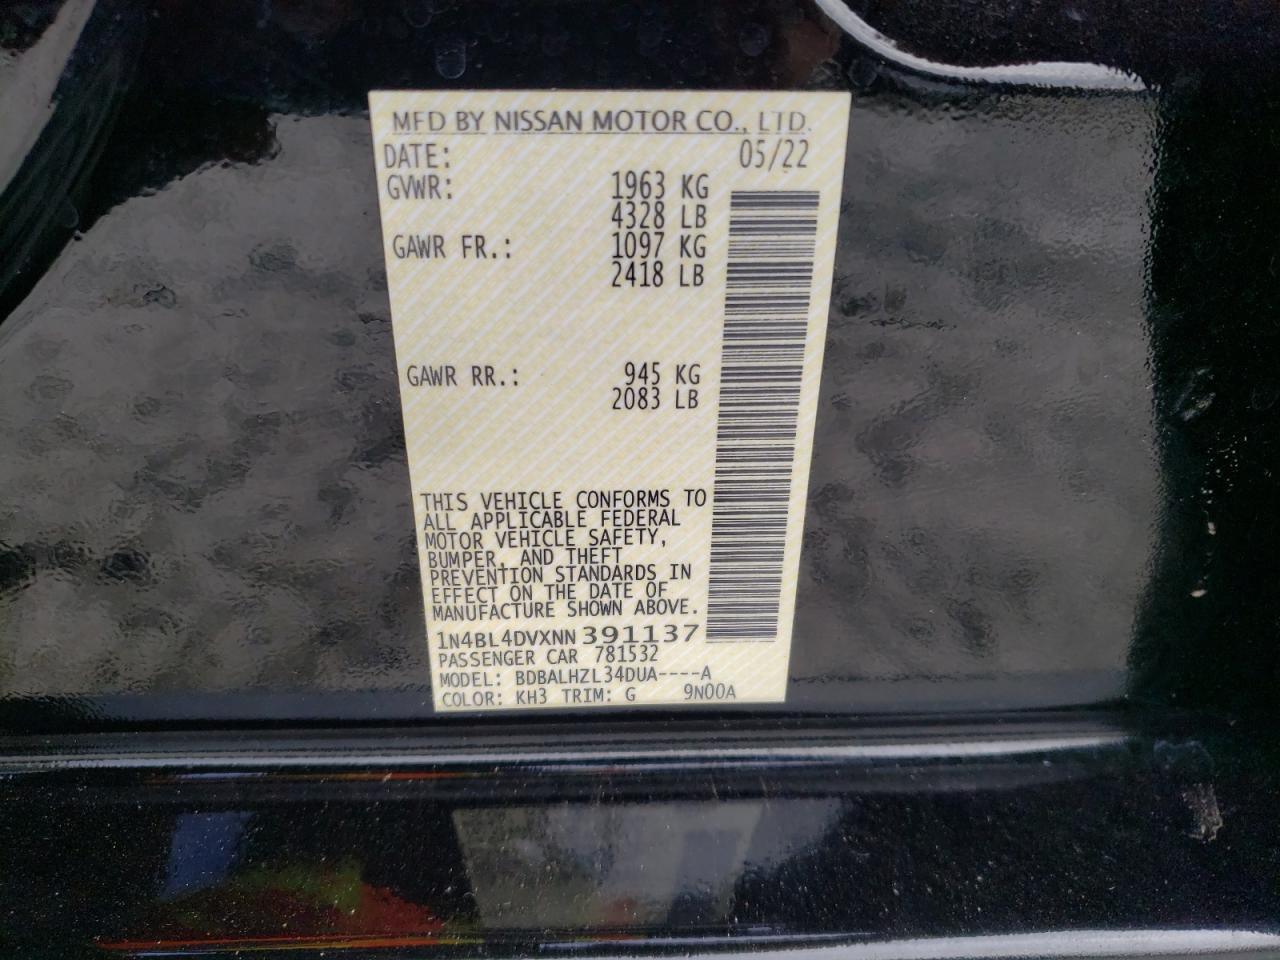 MFD BY NISSAN MOTOR CO., LTD.
DATE: 05/22
GVWR: 1963 KG
4328 LB
GAWR FR.: 1097 KG
2418 LB
GAWR RR.: 945 KG
2083 LB
THIS VEHICLE CONFORMS TO
ALL APPLICABLE FEDERAL
MOTOR VEHICLE SAFETY,
BUMPER, AND THEFT
PREVENTION STANDARDS IN
EFFECT ON THE DATE OF
MANUFACTURE SHOWN ABOVE.
1N4BL4DVXNN391137
PASSENGER CAR 781532
MODEL: BDBALHZL34DUA----A
COLOR: KH3 TRIM: G 9N00A